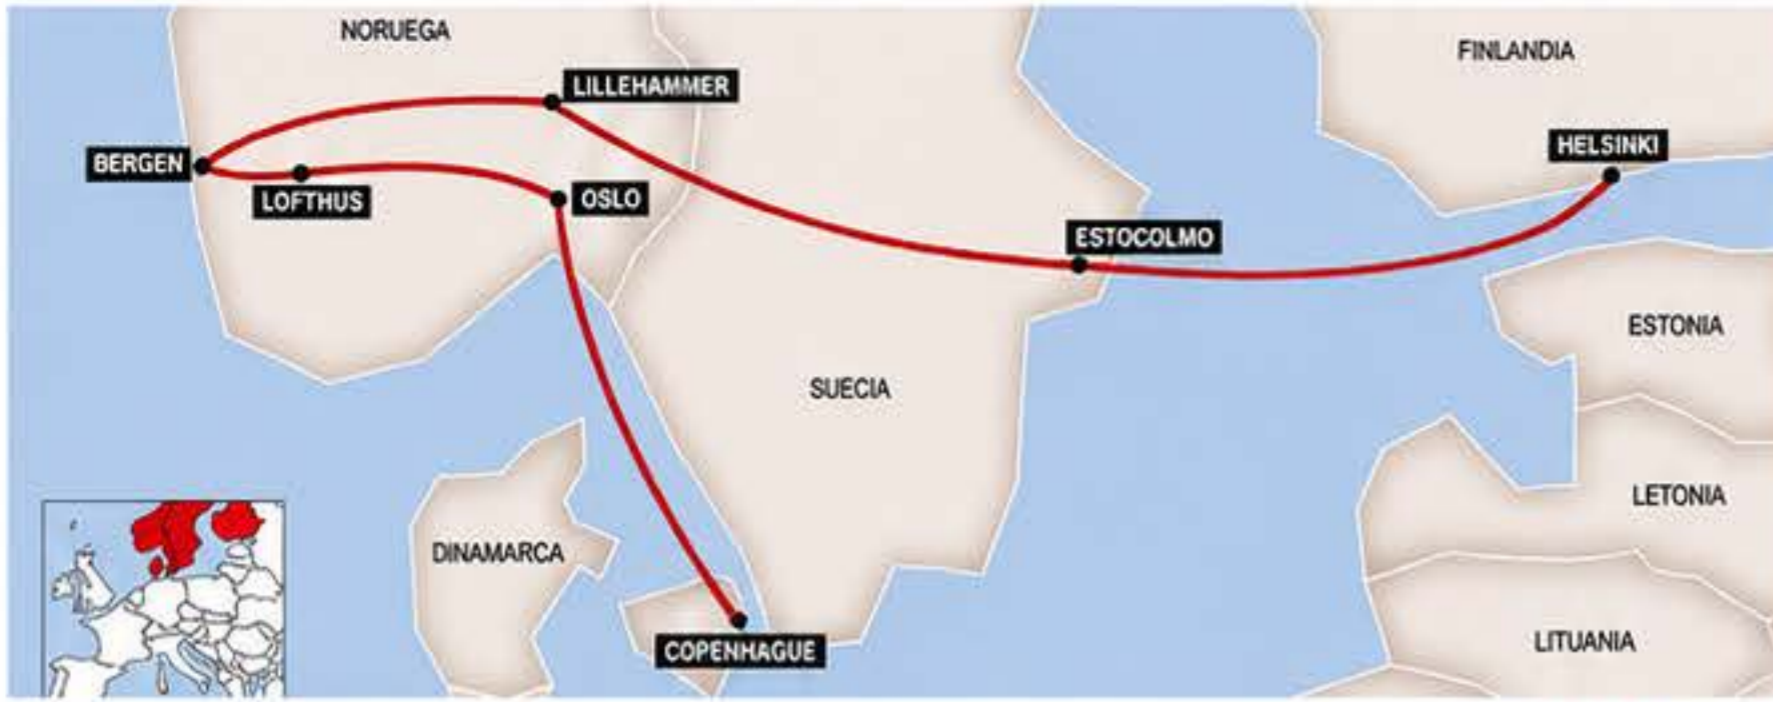 NORUEGA
FINLANDIA
LILLEHAMMER
HELSINKI
BERGEN
LOFTHUS
OSLO
ESTOCOLMO
ESTONIA
SUECIA
LETONIA
DINAMARCA
LITUANIA
COPENHAGUE